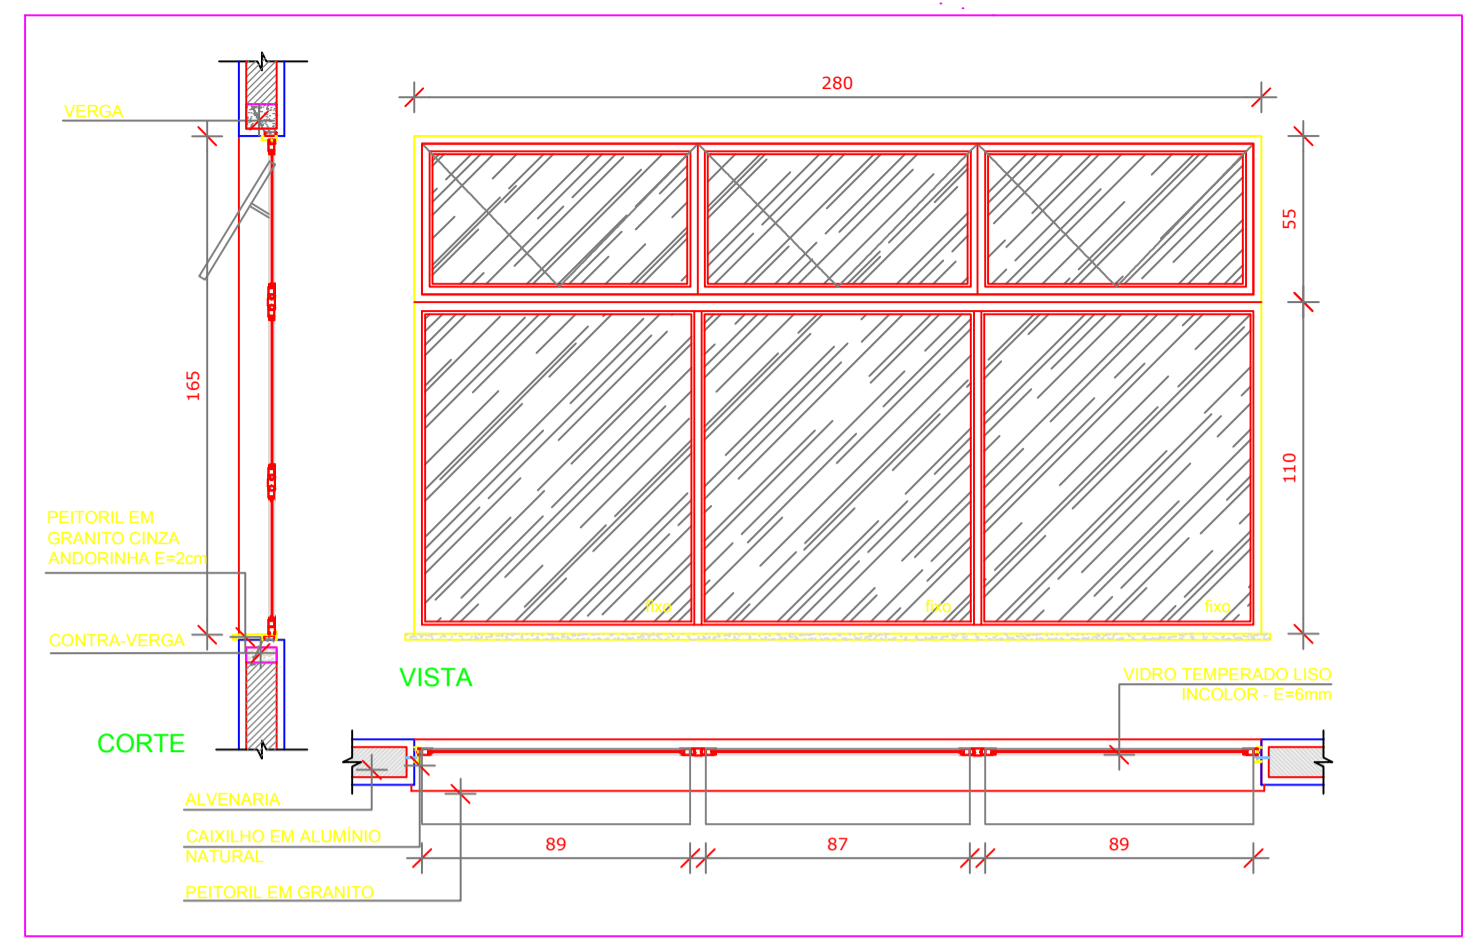 280
VERGA
55
165
110
PEITORIL EM
GRANITO CINZA
ANDORINHA E=2cm
fixo
fixo
fixo
CONTRA-VERGA
VISTA
VIDRO TEMPERADO LISO
INCOLOR - E=6mm
CORTE
ALVENARIA
CAIXILHO EM ALUMÍNIO
NATURAL
89
87
89
PEITORIL EM GRANITO